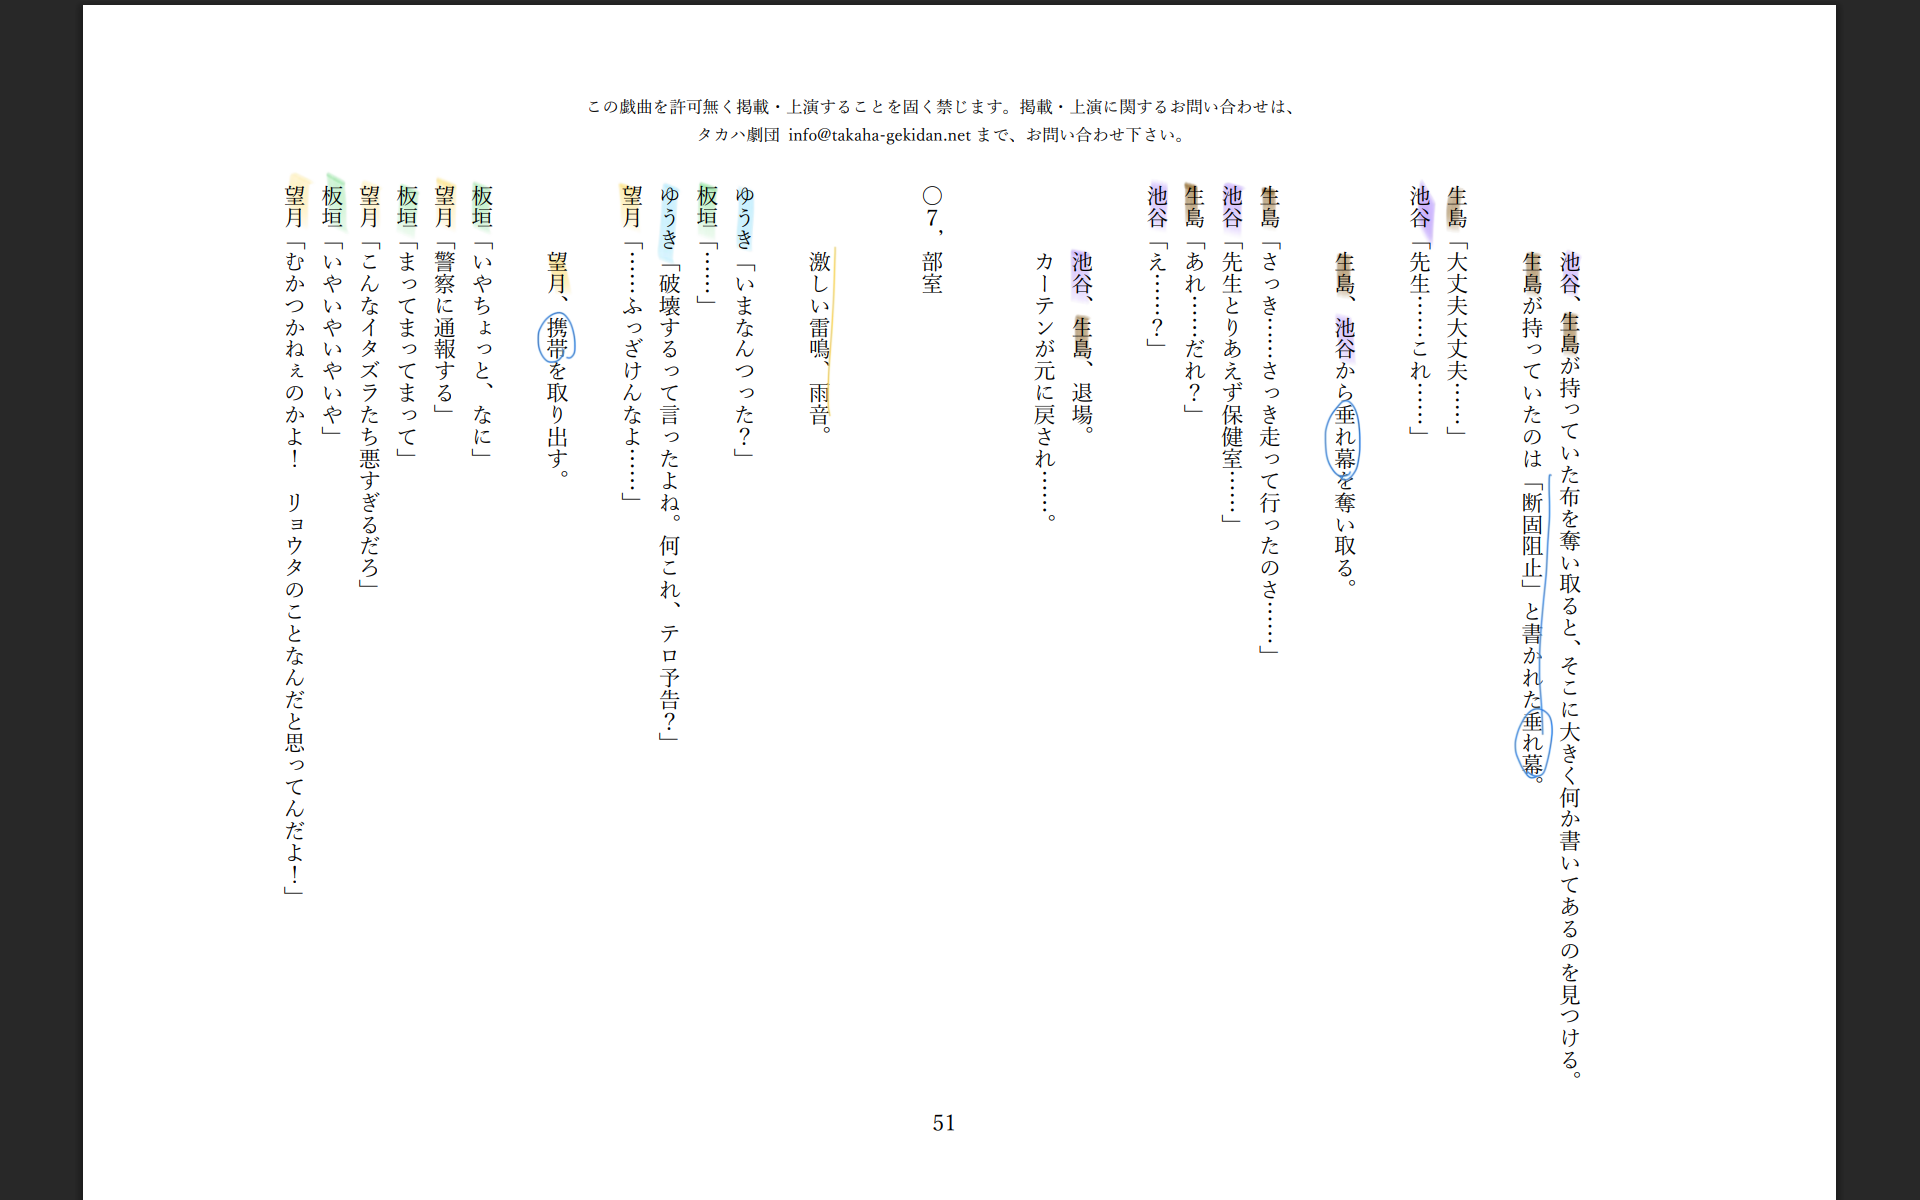 この戯曲を許可無く掲載・上演することを固く禁じます。掲載・上演に関するお問い合わせは、
タカハ劇団 info@takaha-gekidan.net まで、お問い合わせ下さい。
池谷、生島が持っていた布を奪い取ると、そこに大きく何か書いてあるのを見つける。
生島が持っていたのは「断固阻止」と書かれた垂れ幕。
生島「大丈夫大丈夫……」
池谷「先生……これ……」
生島、池谷から垂れ幕を奪い取る。
生島「さっき……さっき走って行ったのさ……」
池谷「先生とりあえず保健室……」
生島「あれ……だれ？」
池谷「え……？」
池谷、生島、退場。
カーテンが元に戻され……。
〇７，部室
激しい雷鳴、雨音。
ゆうき「いまなんつった？」
板垣「……」
ゆうき「破壊するって言ったよね。何これ、テロ予告？」
望月「……ふっざけんなよ……」
望月、携帯を取り出す。
板垣「いやちょっと、なに」
望月「警察に通報する」
板垣「まってまってまって」
望月「こんなイタズラたち悪すぎるだろ」
板垣「いやいやいやいや」
望月「むかつかねぇのかよ！　リョウタのことなんだと思ってんだよ！」
51